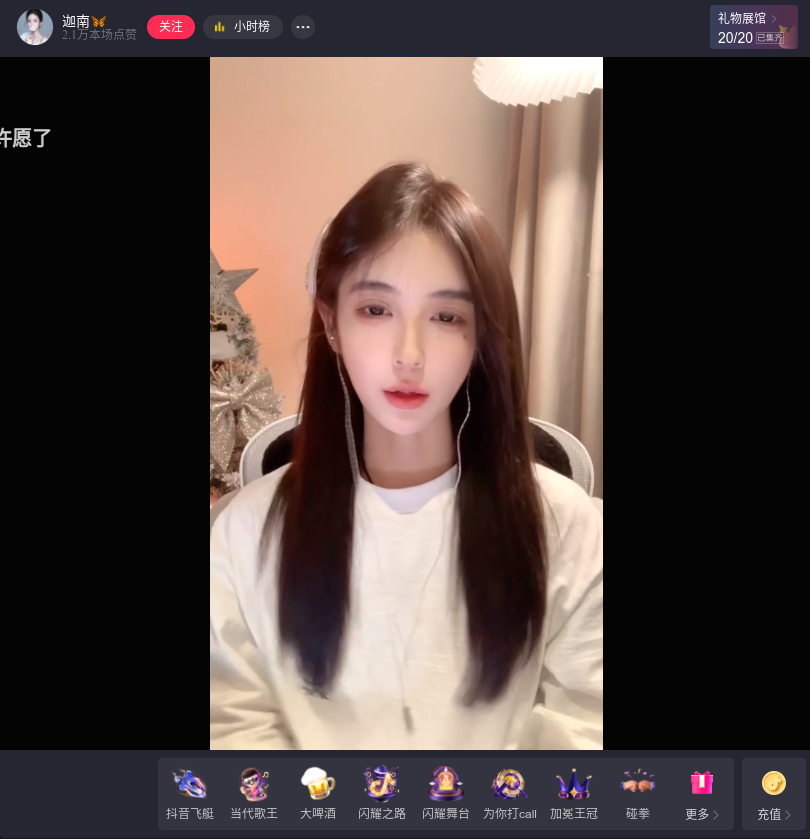 迦南🦋
2.1万本场点赞
关注
小时榜
礼物展馆
20/20 已集齐
许愿了
抖音飞艇 当代歌王 大啤酒 闪耀之路 闪耀舞台 为你打call 加冕王冠 碰拳 更多 充值